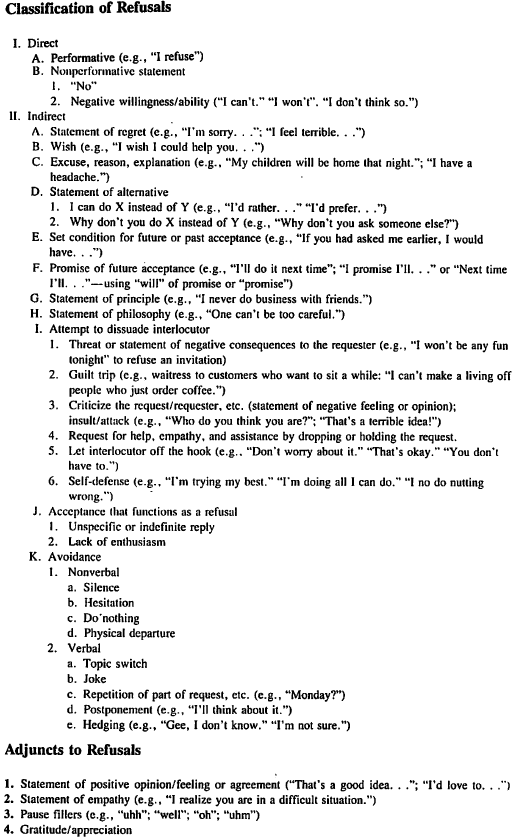 Classification of Refusals
I. Direct
A. Performative (e.g., “I refuse”)
B. Nonperformative statement
1. “No”
2. Negative willingness/ability (“I can't.” “I won't”. “I don't think so.”)
II. Indirect
A. Statement of regret (e.g., “I'm sorry. . .”; “I feel terrible. . .”)
B. Wish (e.g., “I wish I could help you. . .”)
C. Excuse, reason, explanation (e.g., “My children will be home that night.”; “I have a
headache.”)
D. Statement of alternative
1. I can do X instead of Y (e.g., “I'd rather. . .” “I'd prefer. . .”)
2. Why don't you do X instead of Y (e.g., “Why don't you ask someone else?”)
E. Set condition for future or past acceptance (e.g., “If you had asked me earlier, I would
have. . .”)
F. Promise of future acceptance (e.g., “I'll do it next time”; “I promise I'll. . .” or “Next time
I'll. . .”—using “will” of promise or “promise”)
G. Statement of principle (e.g., “I never do business with friends.”)
H. Statement of philosophy (e.g., “One can't be too careful.”)
I. Attempt to dissuade interlocutor
1. Threat or statement of negative consequences to the requester (e.g., “I won't be any fun
tonight” to refuse an invitation)
2. Guilt trip (e.g., waitress to customers who want to sit a while: “I can't make a living off
people who just order coffee.”)
3. Criticize the request/requester, etc. (statement of negative feeling or opinion);
insult/attack (e.g., “Who do you think you are?”; “That's a terrible idea!”)
4. Request for help, empathy, and assistance by dropping or holding the request.
5. Let interlocutor off the hook (e.g., “Don't worry about it.” “That's okay.” “You don't
have to.”)
6. Self-defense (e.g., “I'm trying my best.” “I'm doing all I can do.” “I no do nutting
wrong.”)
J. Acceptance that functions as a refusal
1. Unspecific or indefinite reply
2. Lack of enthusiasm
K. Avoidance
1. Nonverbal
a. Silence
b. Hesitation
c. Do nothing
d. Physical departure
2. Verbal
a. Topic switch
b. Joke
c. Repetition of part of request, etc. (e.g., “Monday?”)
d. Postponement (e.g., “I'll think about it.”)
e. Hedging (e.g., “Gee, I don't know.” “I'm not sure.”)
Adjuncts to Refusals
1. Statement of positive opinion/feeling or agreement (“That's a good idea. . .”; “I'd love to. . .”)
2. Statement of empathy (e.g., “I realize you are in a difficult situation.”)
3. Pause fillers (e.g., “uhh”; “well”; “oh”; “uhm”)
4. Gratitude/appreciation